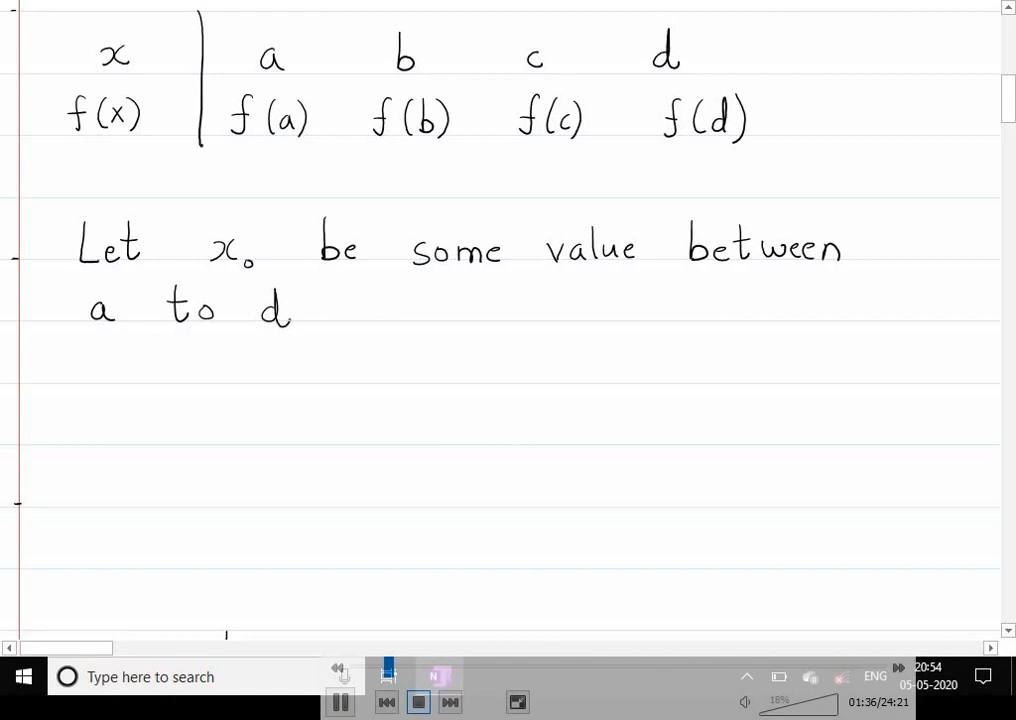 x | a b c d
f(x) | f(a) f(b) f(c) f(d)
Let x₀ be some value between
a to d
Type here to search
N
ENG
20:54
05-05-2020
18%
01:36/24:21